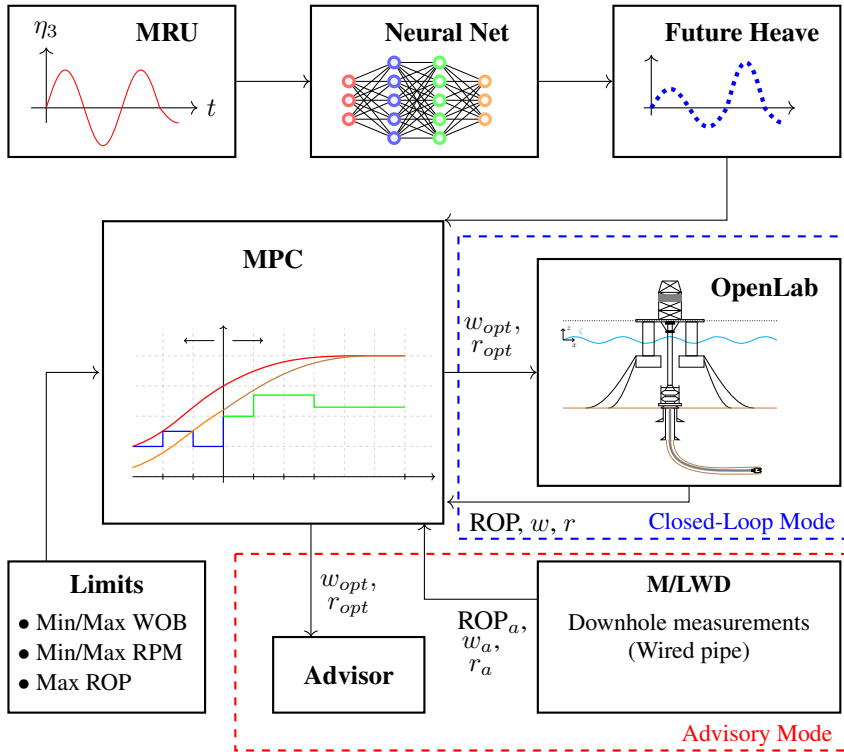 MRU
η₃
t
Neural Net
Future Heave
MPC
OpenLab
z
x
ζ
w_opt,
r_opt
ROP, w, r
Closed-Loop Mode
Limits
• Min/Max WOB
• Min/Max RPM
• Max ROP
w_opt,
r_opt
Advisor
ROP_a,
w_a,
r_a
M/LWD
Downhole measurements
(Wired pipe)
Advisory Mode